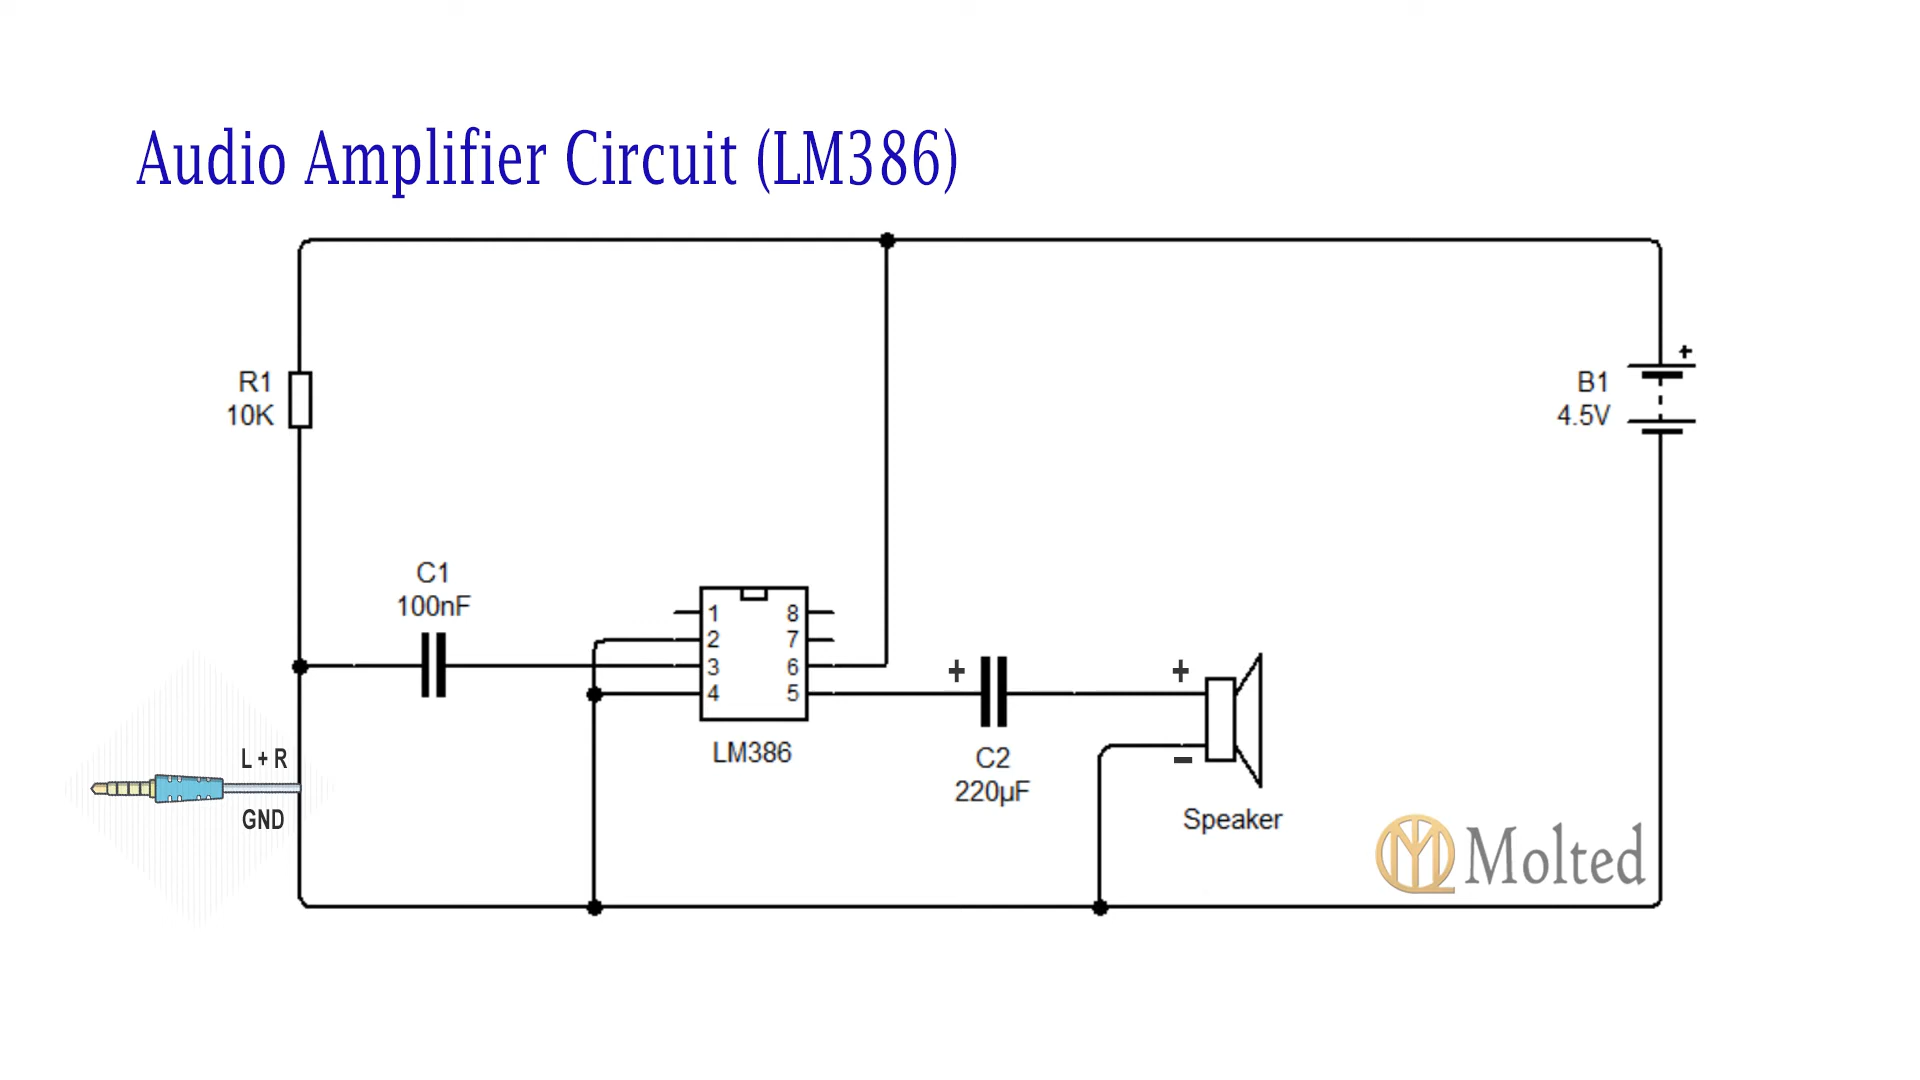 Audio Amplifier Circuit (LM386)
+
R1
10K
B1
4.5V
C1
100nF
1 8
2 7
3 6
4 5
+
+
LM386
L + R
GND
C2
220µF
−
Speaker
Molted